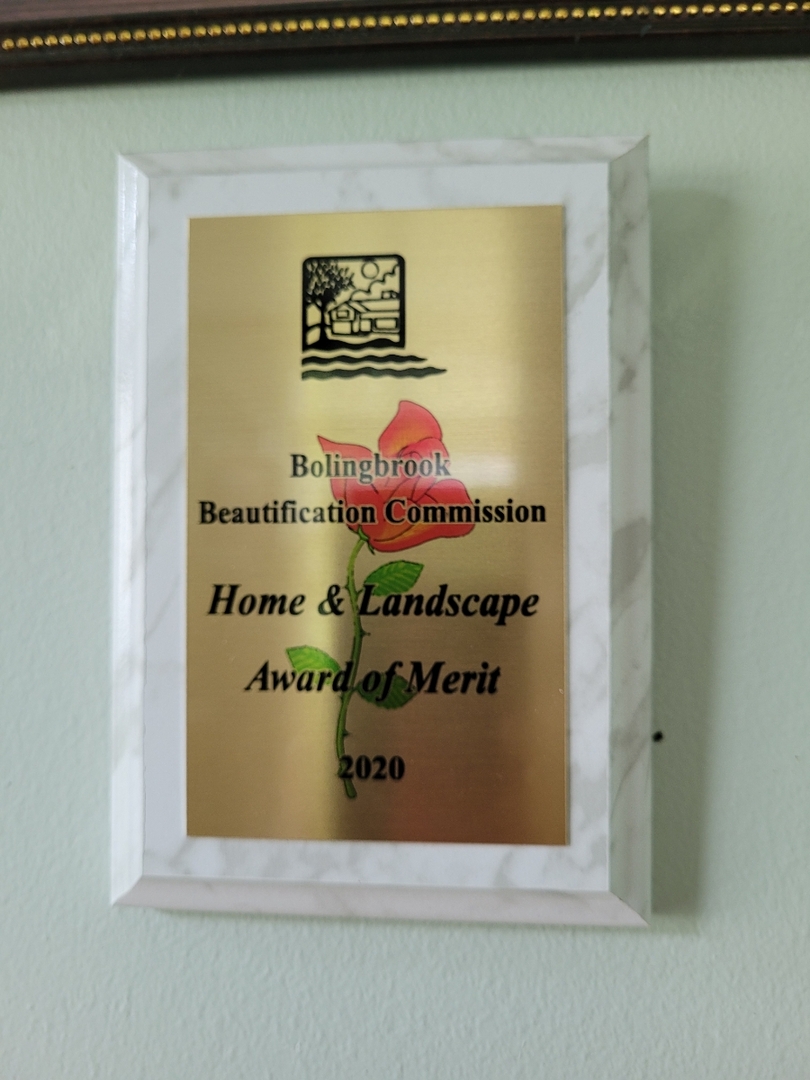 Bolingbrook
Beautification Commission
Home & Landscape
Award of Merit
2020